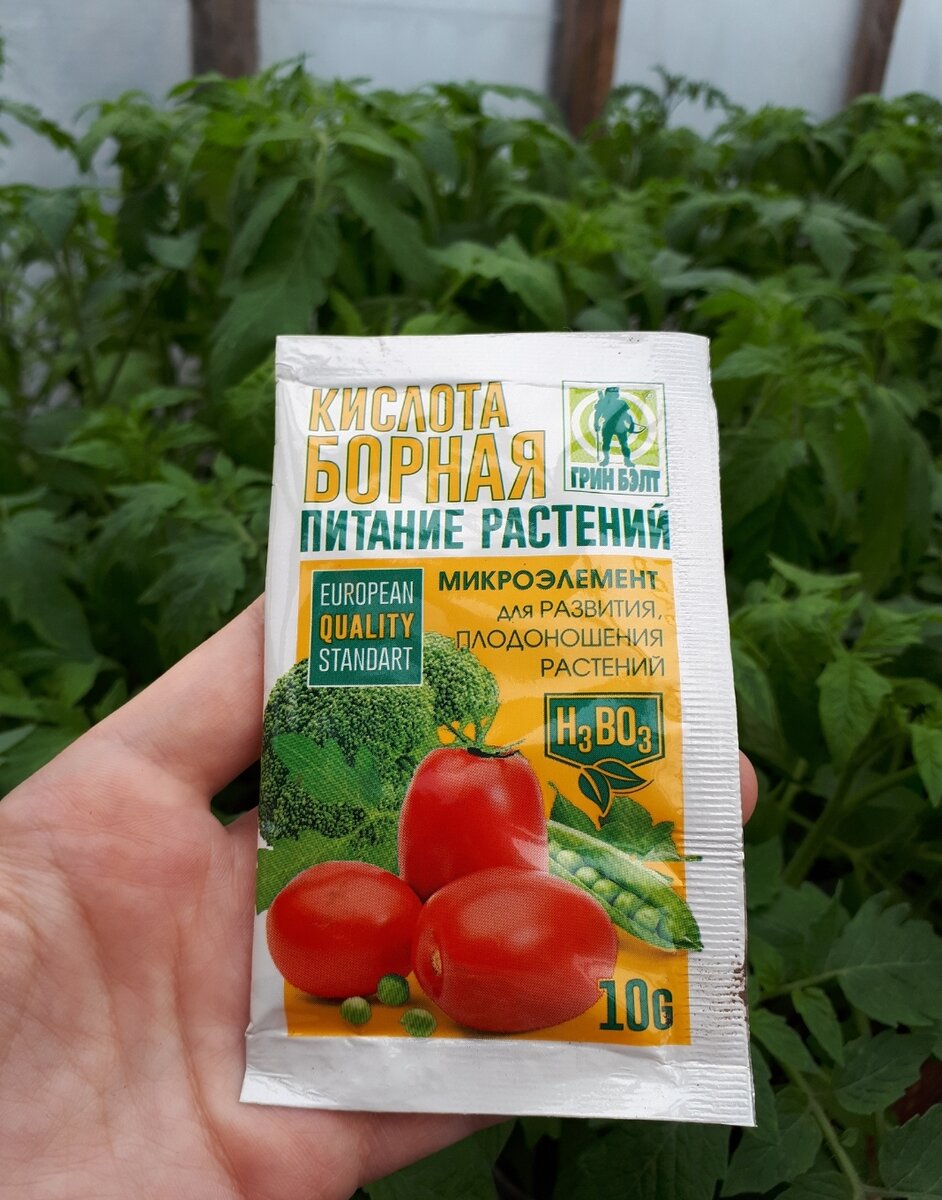 КИСЛОТА
БОРНАЯ
ГРИН БЭЛТ
ПИТАНИЕ РАСТЕНИЙ
EUROPEAN
QUALITY
STANDART
МИКРОЭЛЕМЕНТ
для РАЗВИТИЯ,
ПЛОДОНОШЕНИЯ
РАСТЕНИЙ
H₃BO₃
10G